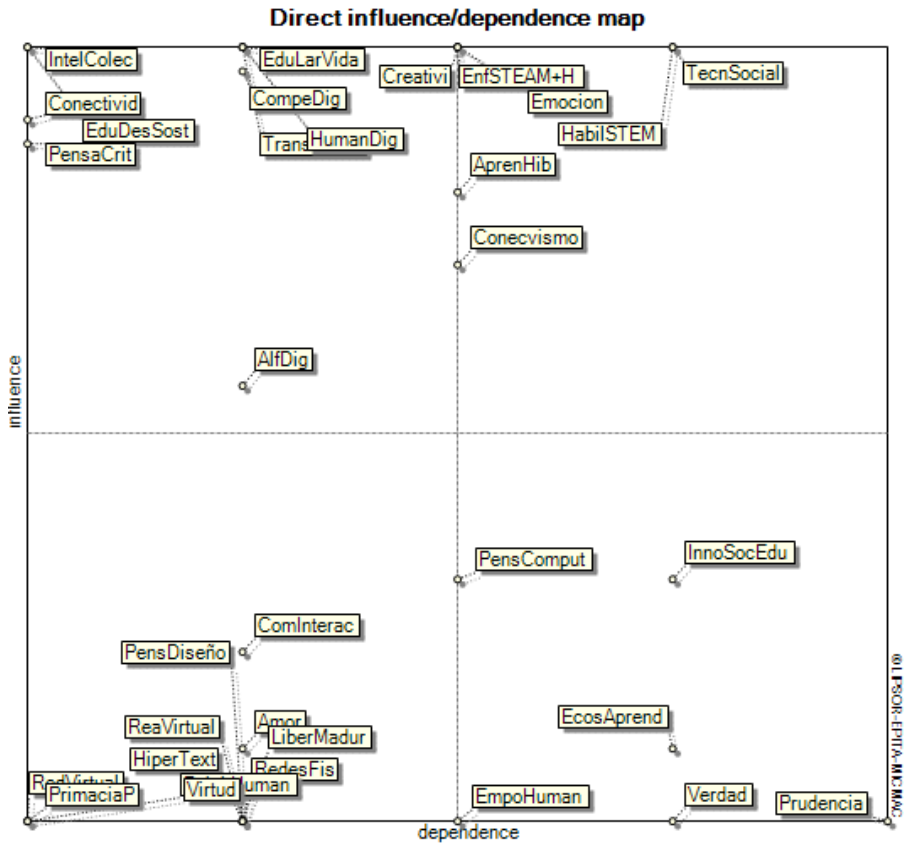 Direct influence/dependence map
IntelColec
EduLarVida
Creativi
EnfSTEAM+H
TecnSocial
Conectivid
CompeDig
Emocion
EduDesSost
HumanDig
HabilSTEM
PensaCrit
AprenHib
Conecvismo
AlfDig
influence
PensComput
InnoSocEdu
ComInterac
PensDiseño
ReaVirtual
Amor
LiberMadur
EcosAprend
HiperText
RedesFis
PrimaciaP
Virtud
EmpoHuman
Verdad
Prudencia
dependence
©LIPSOR-EPITA-MICMAC